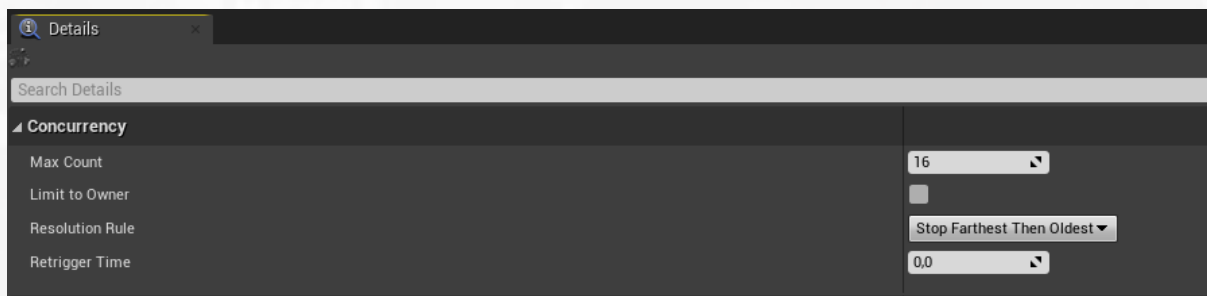 Details
Search Details
Concurrency
Max Count 16
Limit to Owner
Resolution Rule Stop Farthest Then Oldest
Retrigger Time 0,0